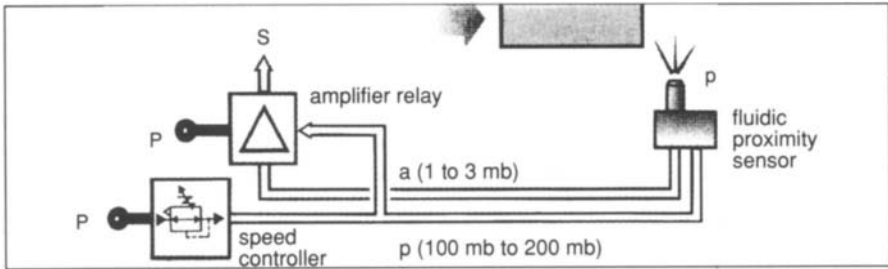 S
amplifier relay
P
p
fluidic
proximity
sensor
a (1 to 3 mb)
P
speed
controller
p (100 mb to 200 mb)